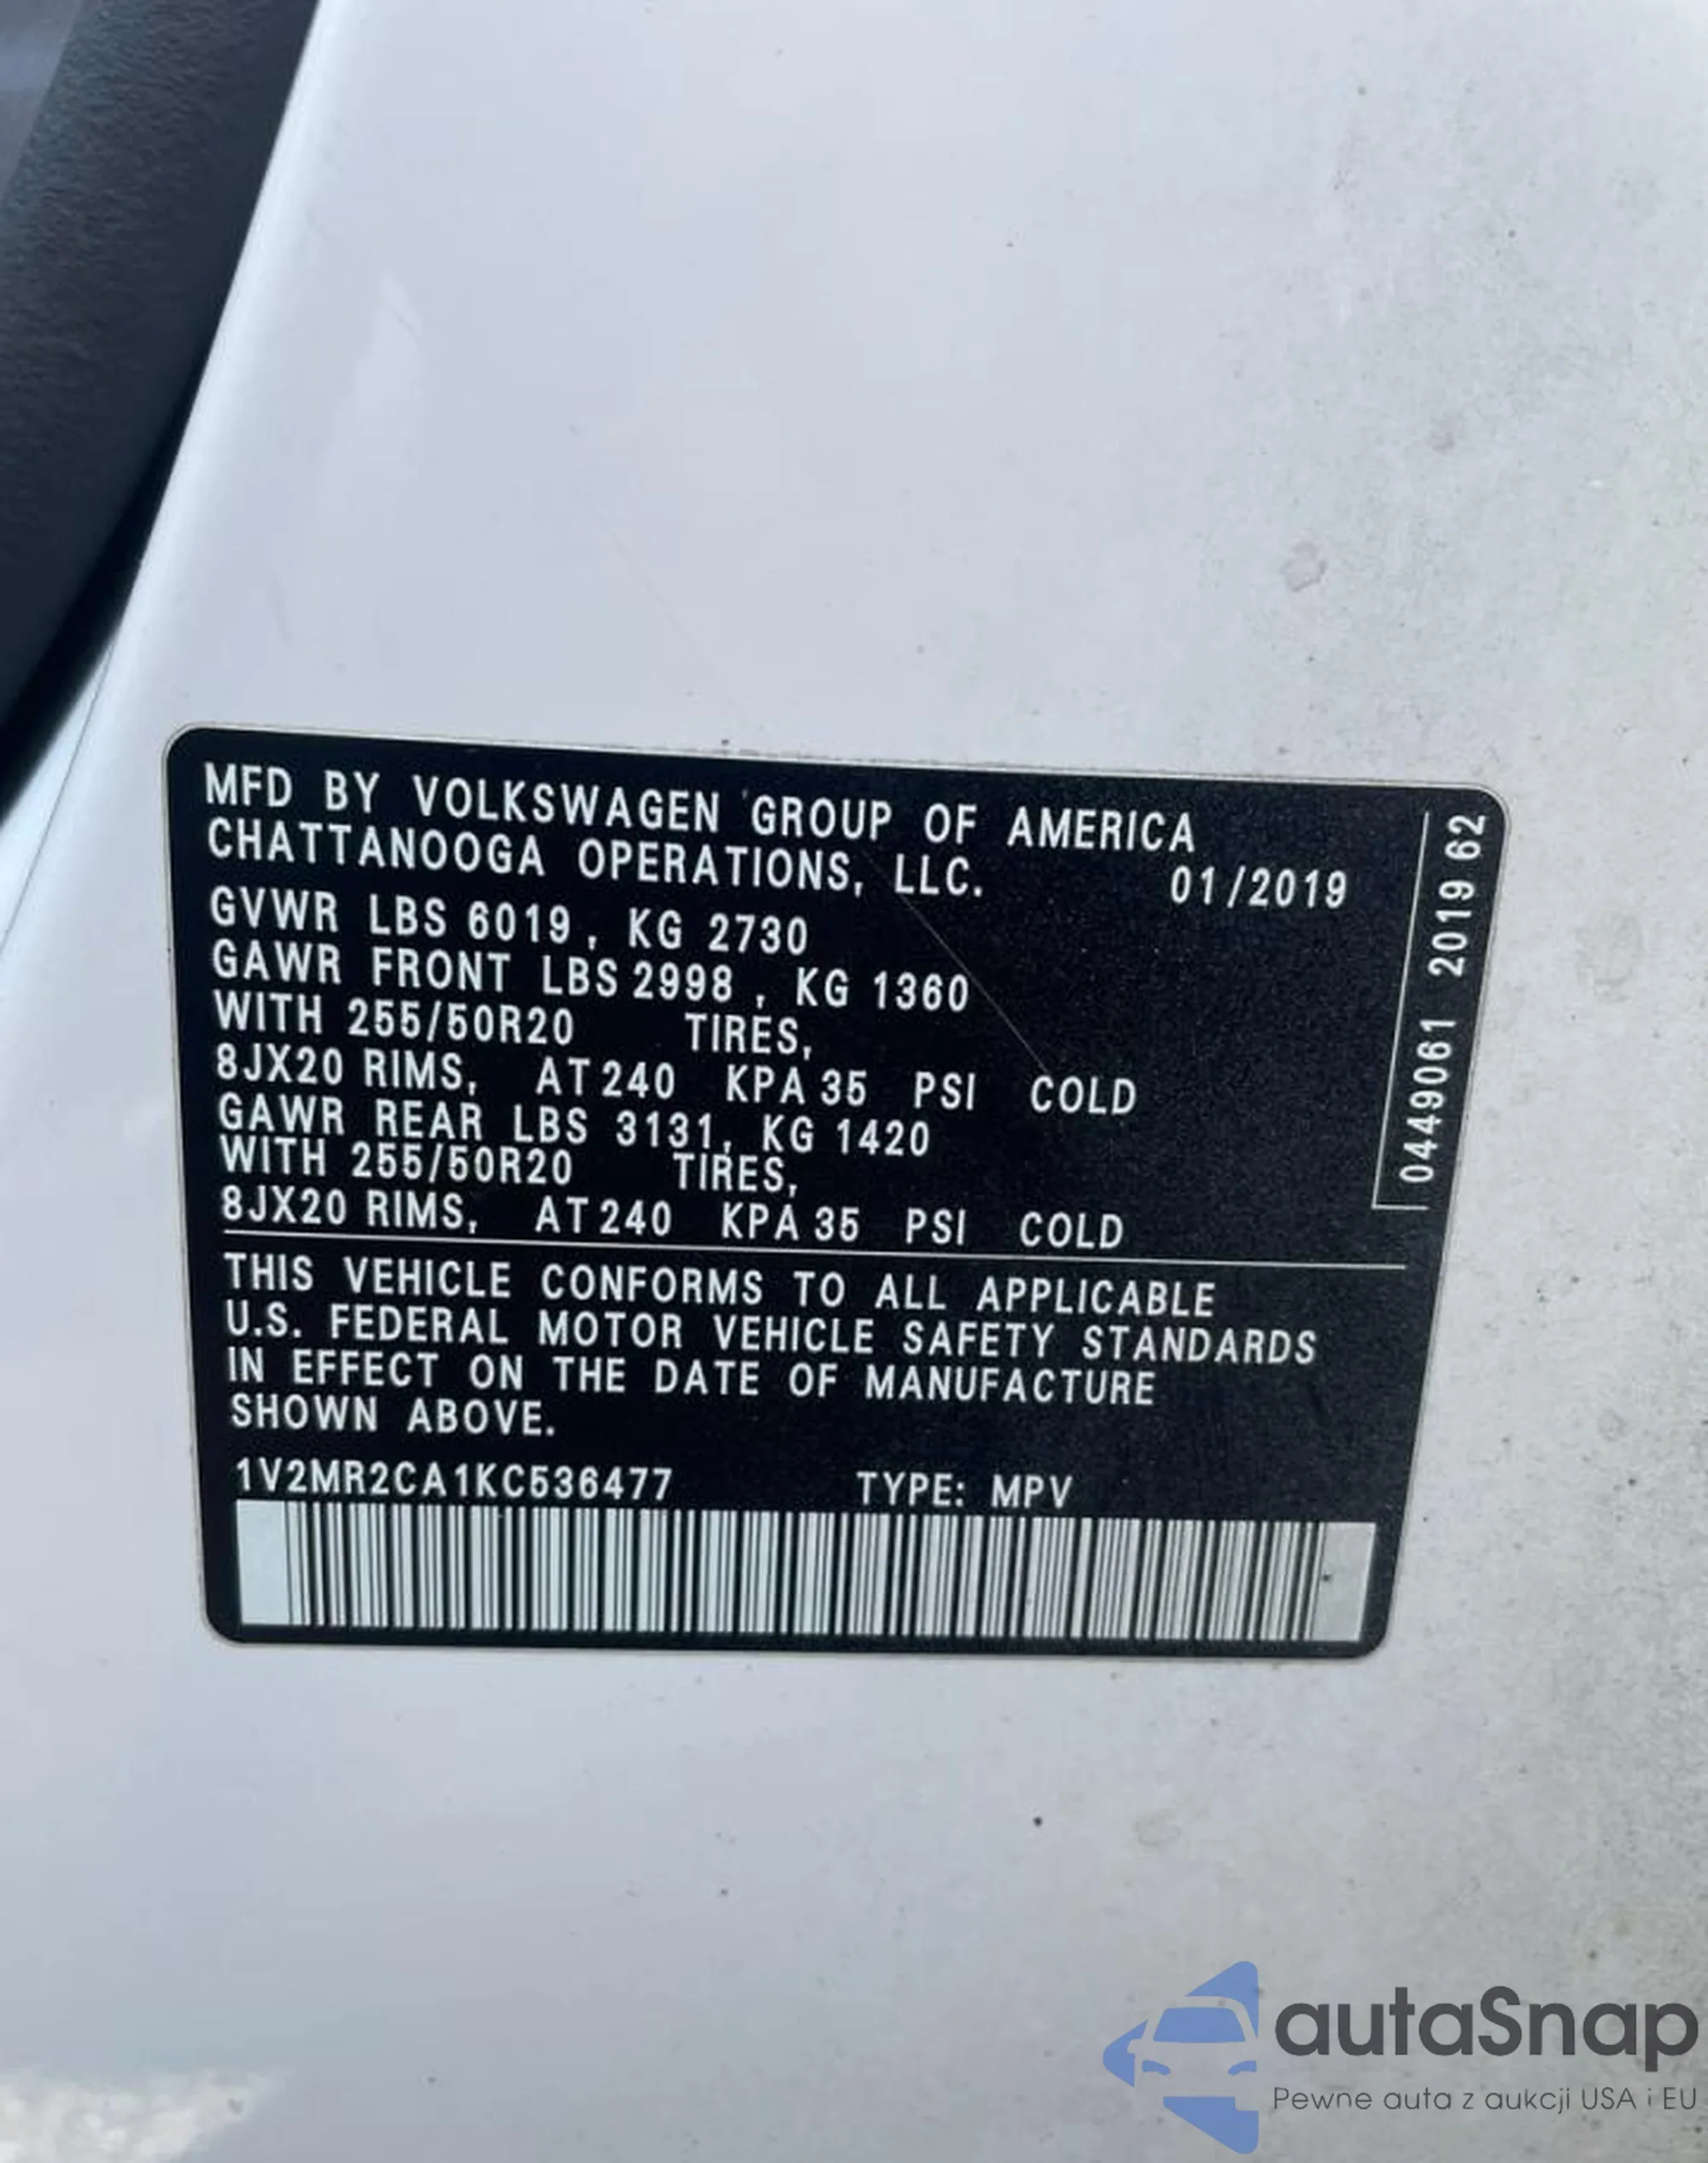 MFD BY VOLKSWAGEN GROUP OF AMERICA
CHATTANOOGA OPERATIONS, LLC.
01/2019
GVWR LBS 6019, KG 2730
GAWR FRONT LBS 2998, KG 1360
WITH 255/50R20 TIRES,
8JX20 RIMS, AT 240 KPA 35 PSI COLD
GAWR REAR LBS 3131, KG 1420
WITH 255/50R20 TIRES,
8JX20 RIMS, AT 240 KPA 35 PSI COLD
THIS VEHICLE CONFORMS TO ALL APPLICABLE
U.S. FEDERAL MOTOR VEHICLE SAFETY STANDARDS
IN EFFECT ON THE DATE OF MANUFACTURE
SHOWN ABOVE.
1V2MR2CA1KC536477 TYPE: MPV
0449061 2019 62
autaSnap
Pewne auta z aukcji USA i EU